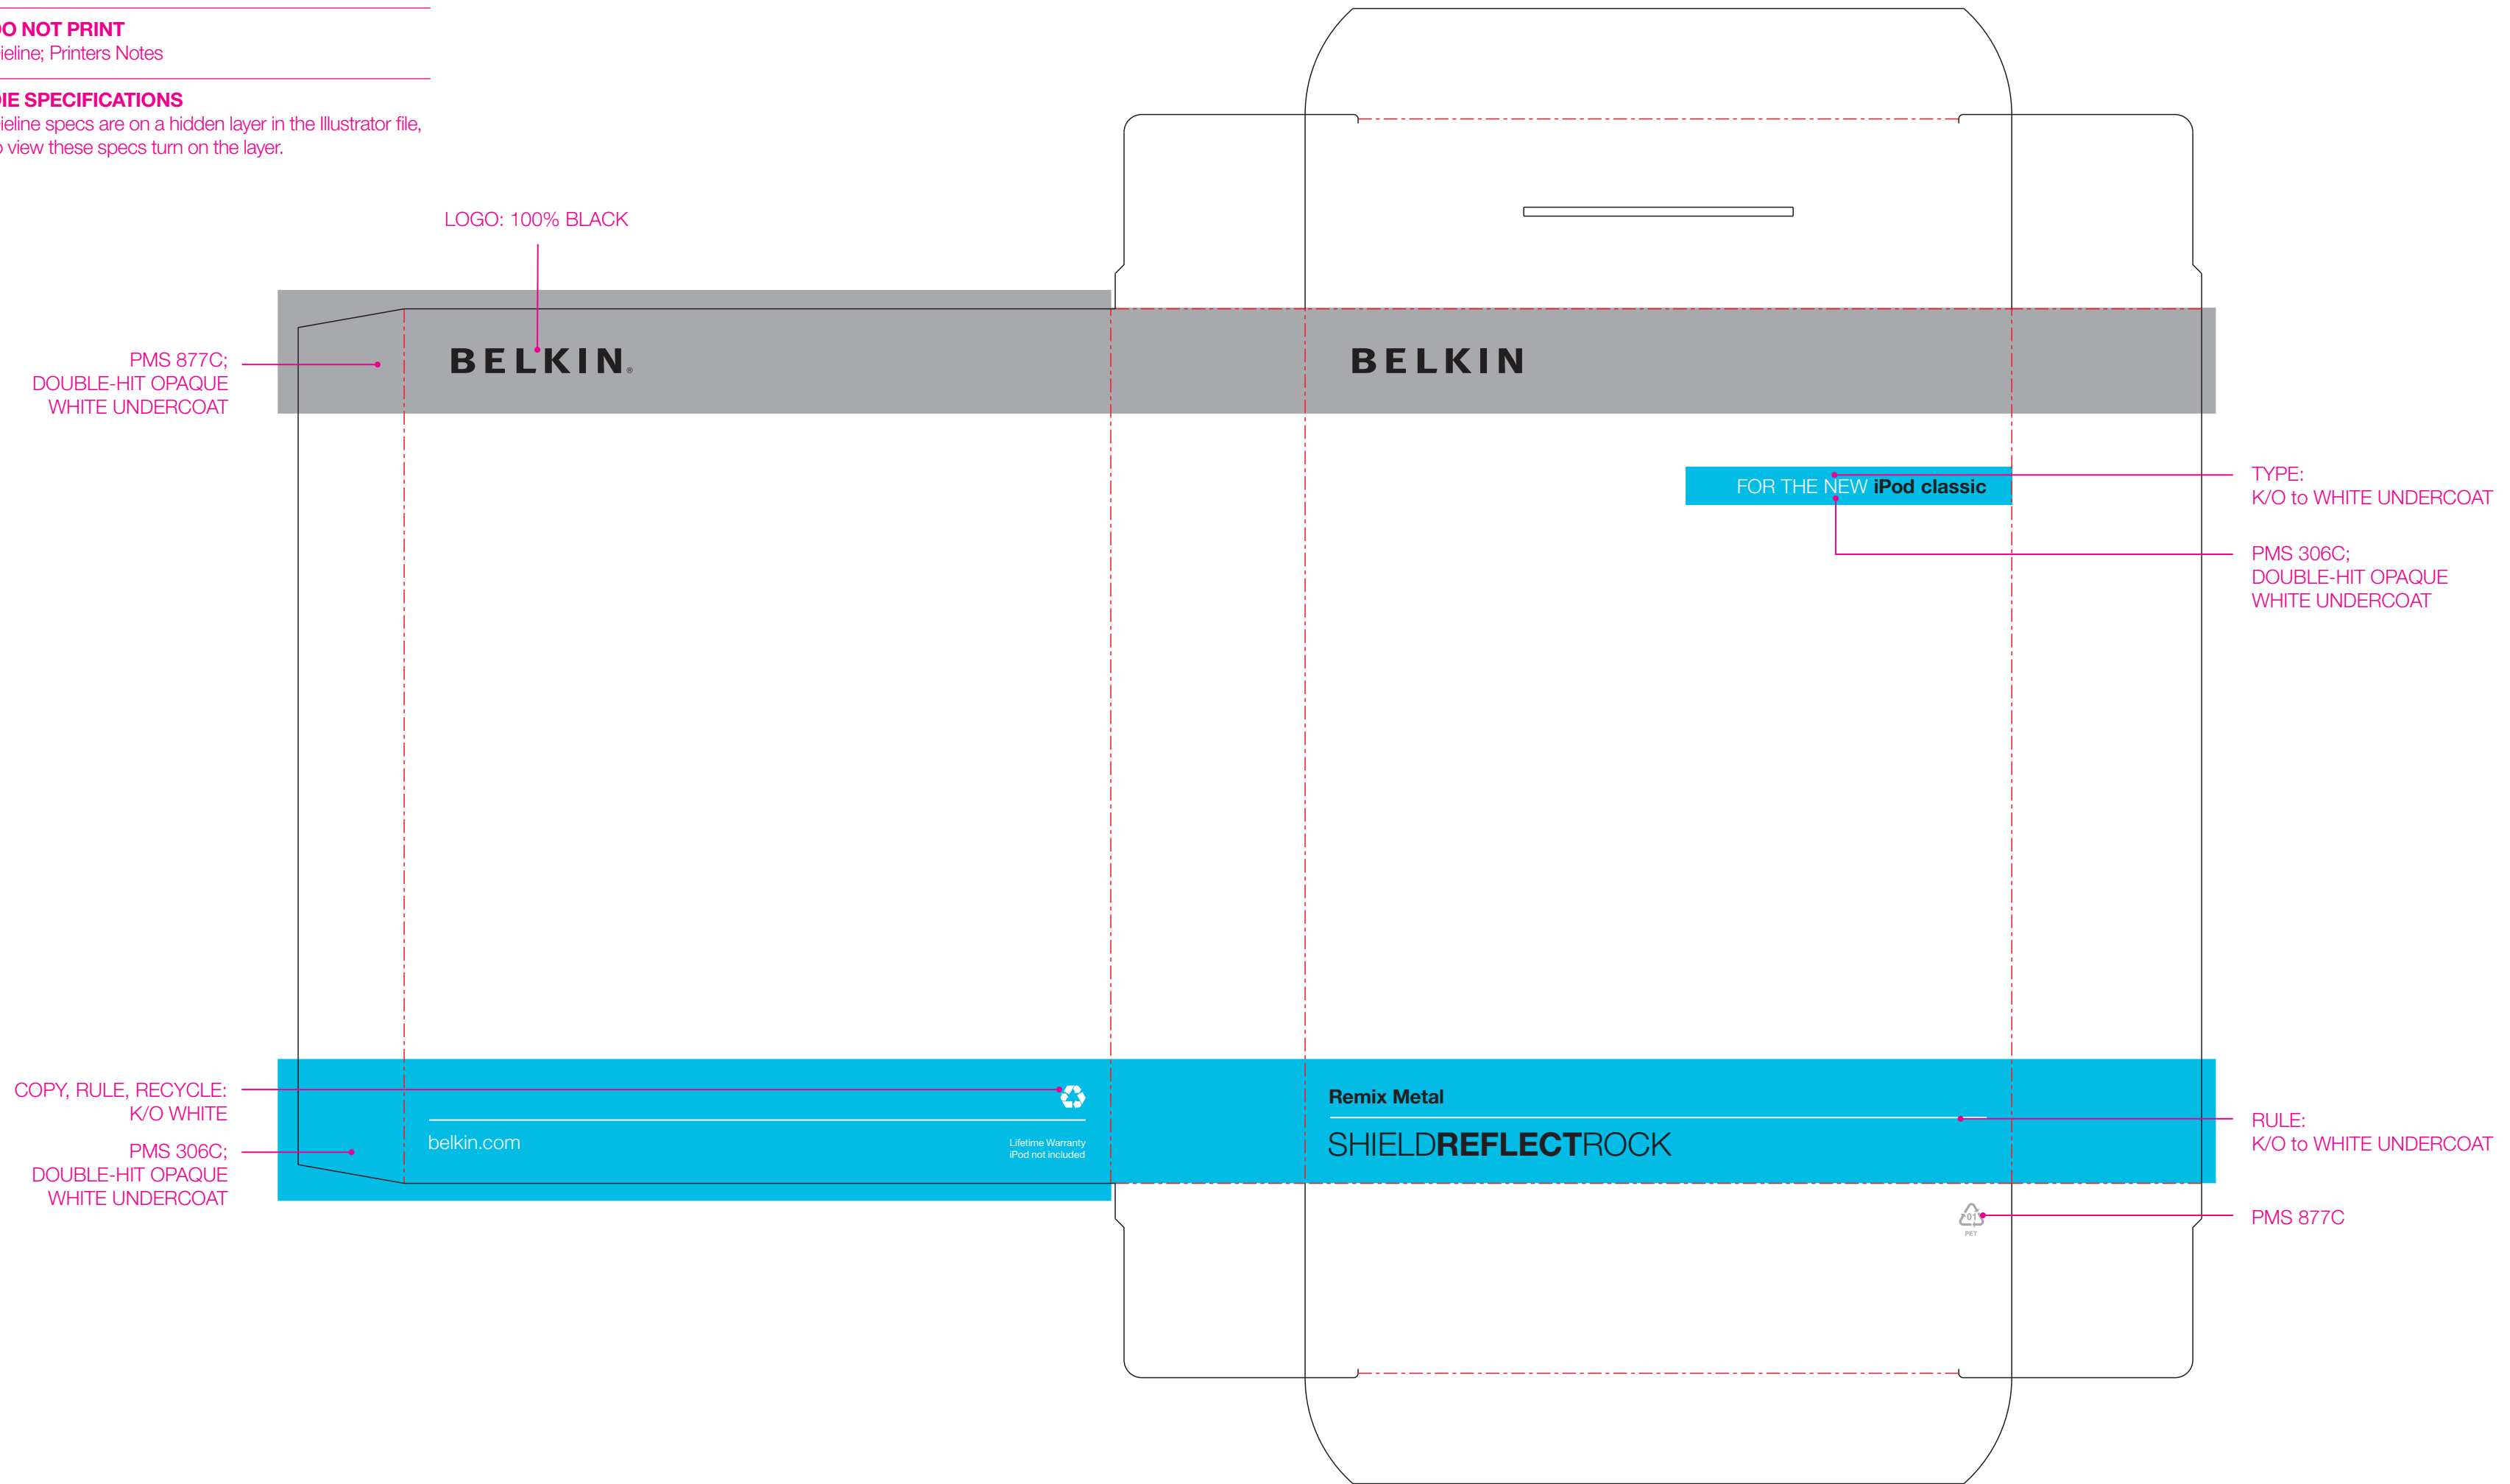 DO NOT PRINT
ieline; Printers Notes
DIE SPECIFICATIONS
ieline specs are on a hidden layer in the Illustrator file,
o view these specs turn on the layer.
LOGO: 100% BLACK
PMS 877C;
DOUBLE-HIT OPAQUE
WHITE UNDERCOAT
BELKIN®
BELKIN
FOR THE NEW iPod classic
TYPE:
K/O to WHITE UNDERCOAT
PMS 306C;
DOUBLE-HIT OPAQUE
WHITE UNDERCOAT
COPY, RULE, RECYCLE:
K/O WHITE
PMS 306C;
DOUBLE-HIT OPAQUE
WHITE UNDERCOAT
belkin.com
Lifetime Warranty
iPod not included
Remix Metal
SHIELDREFLECTROCK
RULE:
K/O to WHITE UNDERCOAT
01
PET
PMS 877C